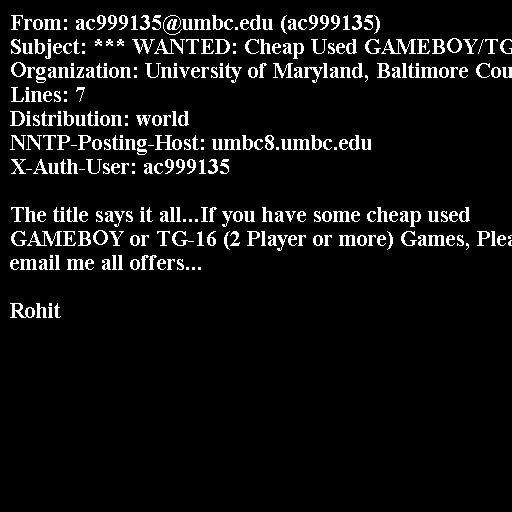 From: ac999135@umbc.edu (ac999135)
Subject: *** WANTED: Cheap Used GAMEBOY/TG
Organization: University of Maryland, Baltimore Cou
Lines: 7
Distribution: world
NNTP-Posting-Host: umbc8.umbc.edu
X-Auth-User: ac999135

The title says it all...If you have some cheap used
GAMEBOY or TG-16 (2 Player or more) Games, Plea
email me all offers...

Rohit